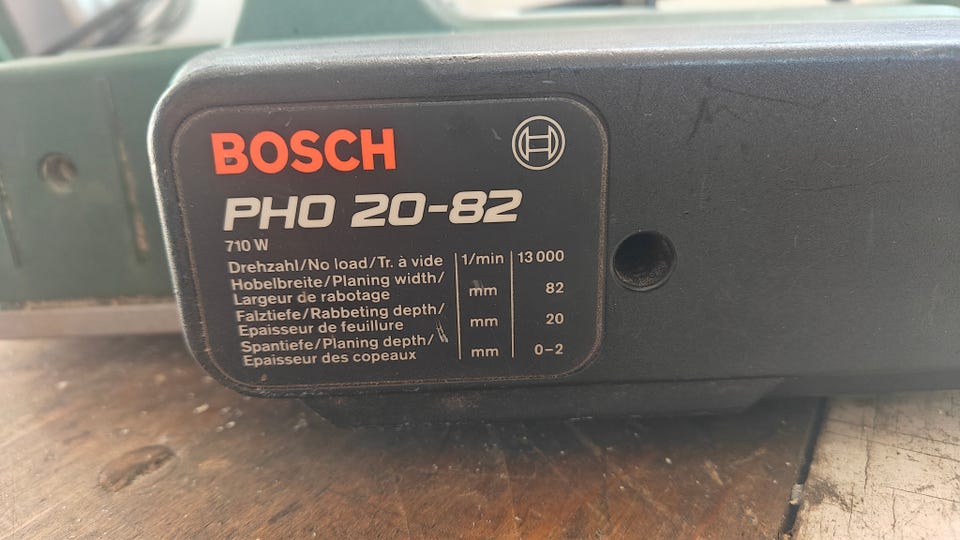 BOSCH
PHO 20-82
710 W
Drehzahl/No load/Tr. à vide 1/min 13 000
Hobelbreite/Planing width/
Largeur de rabotage mm 82
Falztiefe/Rabbeting depth/
Epaisseur de feuillure mm 20
Spantiefe/Planing depth/
Epaisseur des copeaux mm 0-2